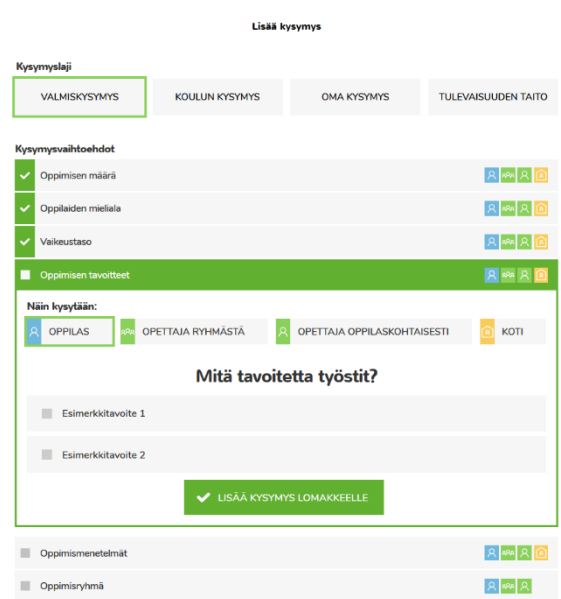 Lisää kysymys
Kysymyslaji
VALMISKYSYMYS KOULUN KYSYMYS OMA KYSYMYS TULEVAISUUDEN TAITO
Kysymysvaihtoehdot
Oppimisen määrä
Oppilaiden mieliala
Vaikeustaso
Oppimisen tavoitteet
Näin kysytään:
OPPILAS OPETTAJA RYHMÄSTÄ OPETTAJA OPPILASKOHTAISESTI KOTI
Mitä tavoitetta työstit?
Esimerkkitavoite 1
Esimerkkitavoite 2
LISÄÄ KYSYMYS LOMAKKEELLE
Oppimismenetelmät
Oppimisryhmä